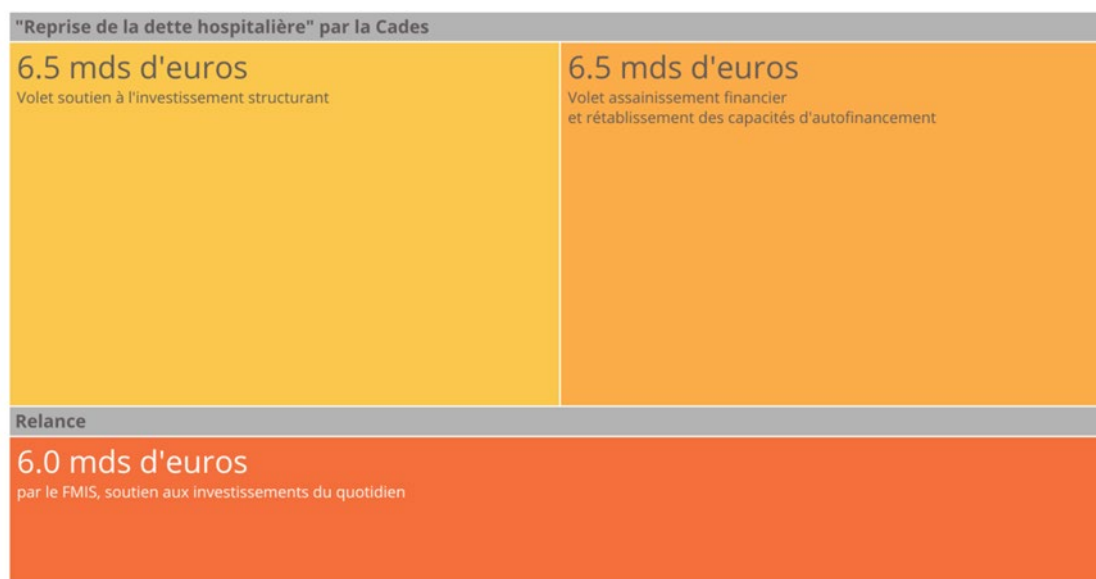 "Reprise de la dette hospitalière" par la Cades
6.5 mds d'euros
Volet soutien à l'investissement structurant
6.5 mds d'euros
Volet assainissement financier
et rétablissement des capacités d'autofinancement
Relance
6.0 mds d'euros
par le FMIS, soutien aux investissements du quotidien